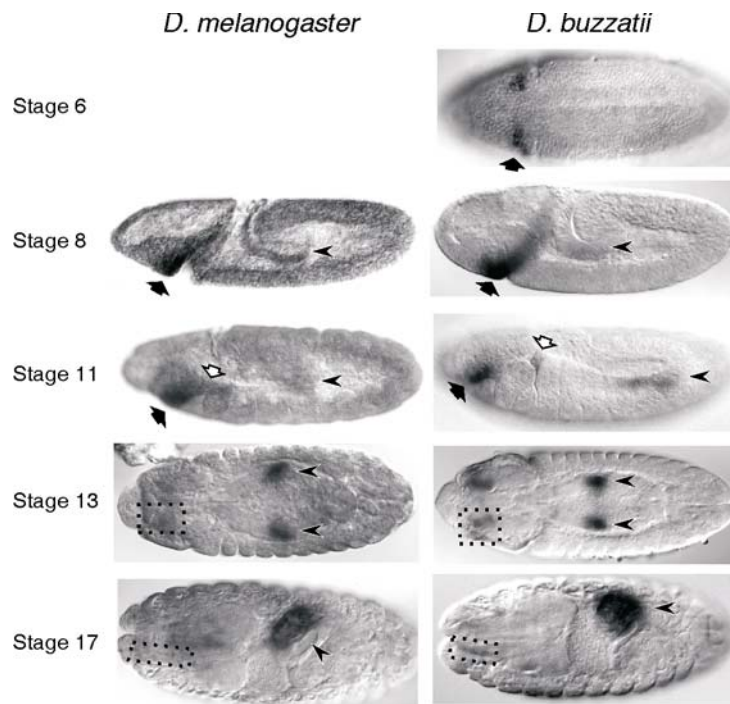 D. melanogaster D. buzzatii
Stage 6
Stage 8
Stage 11
Stage 13
Stage 17